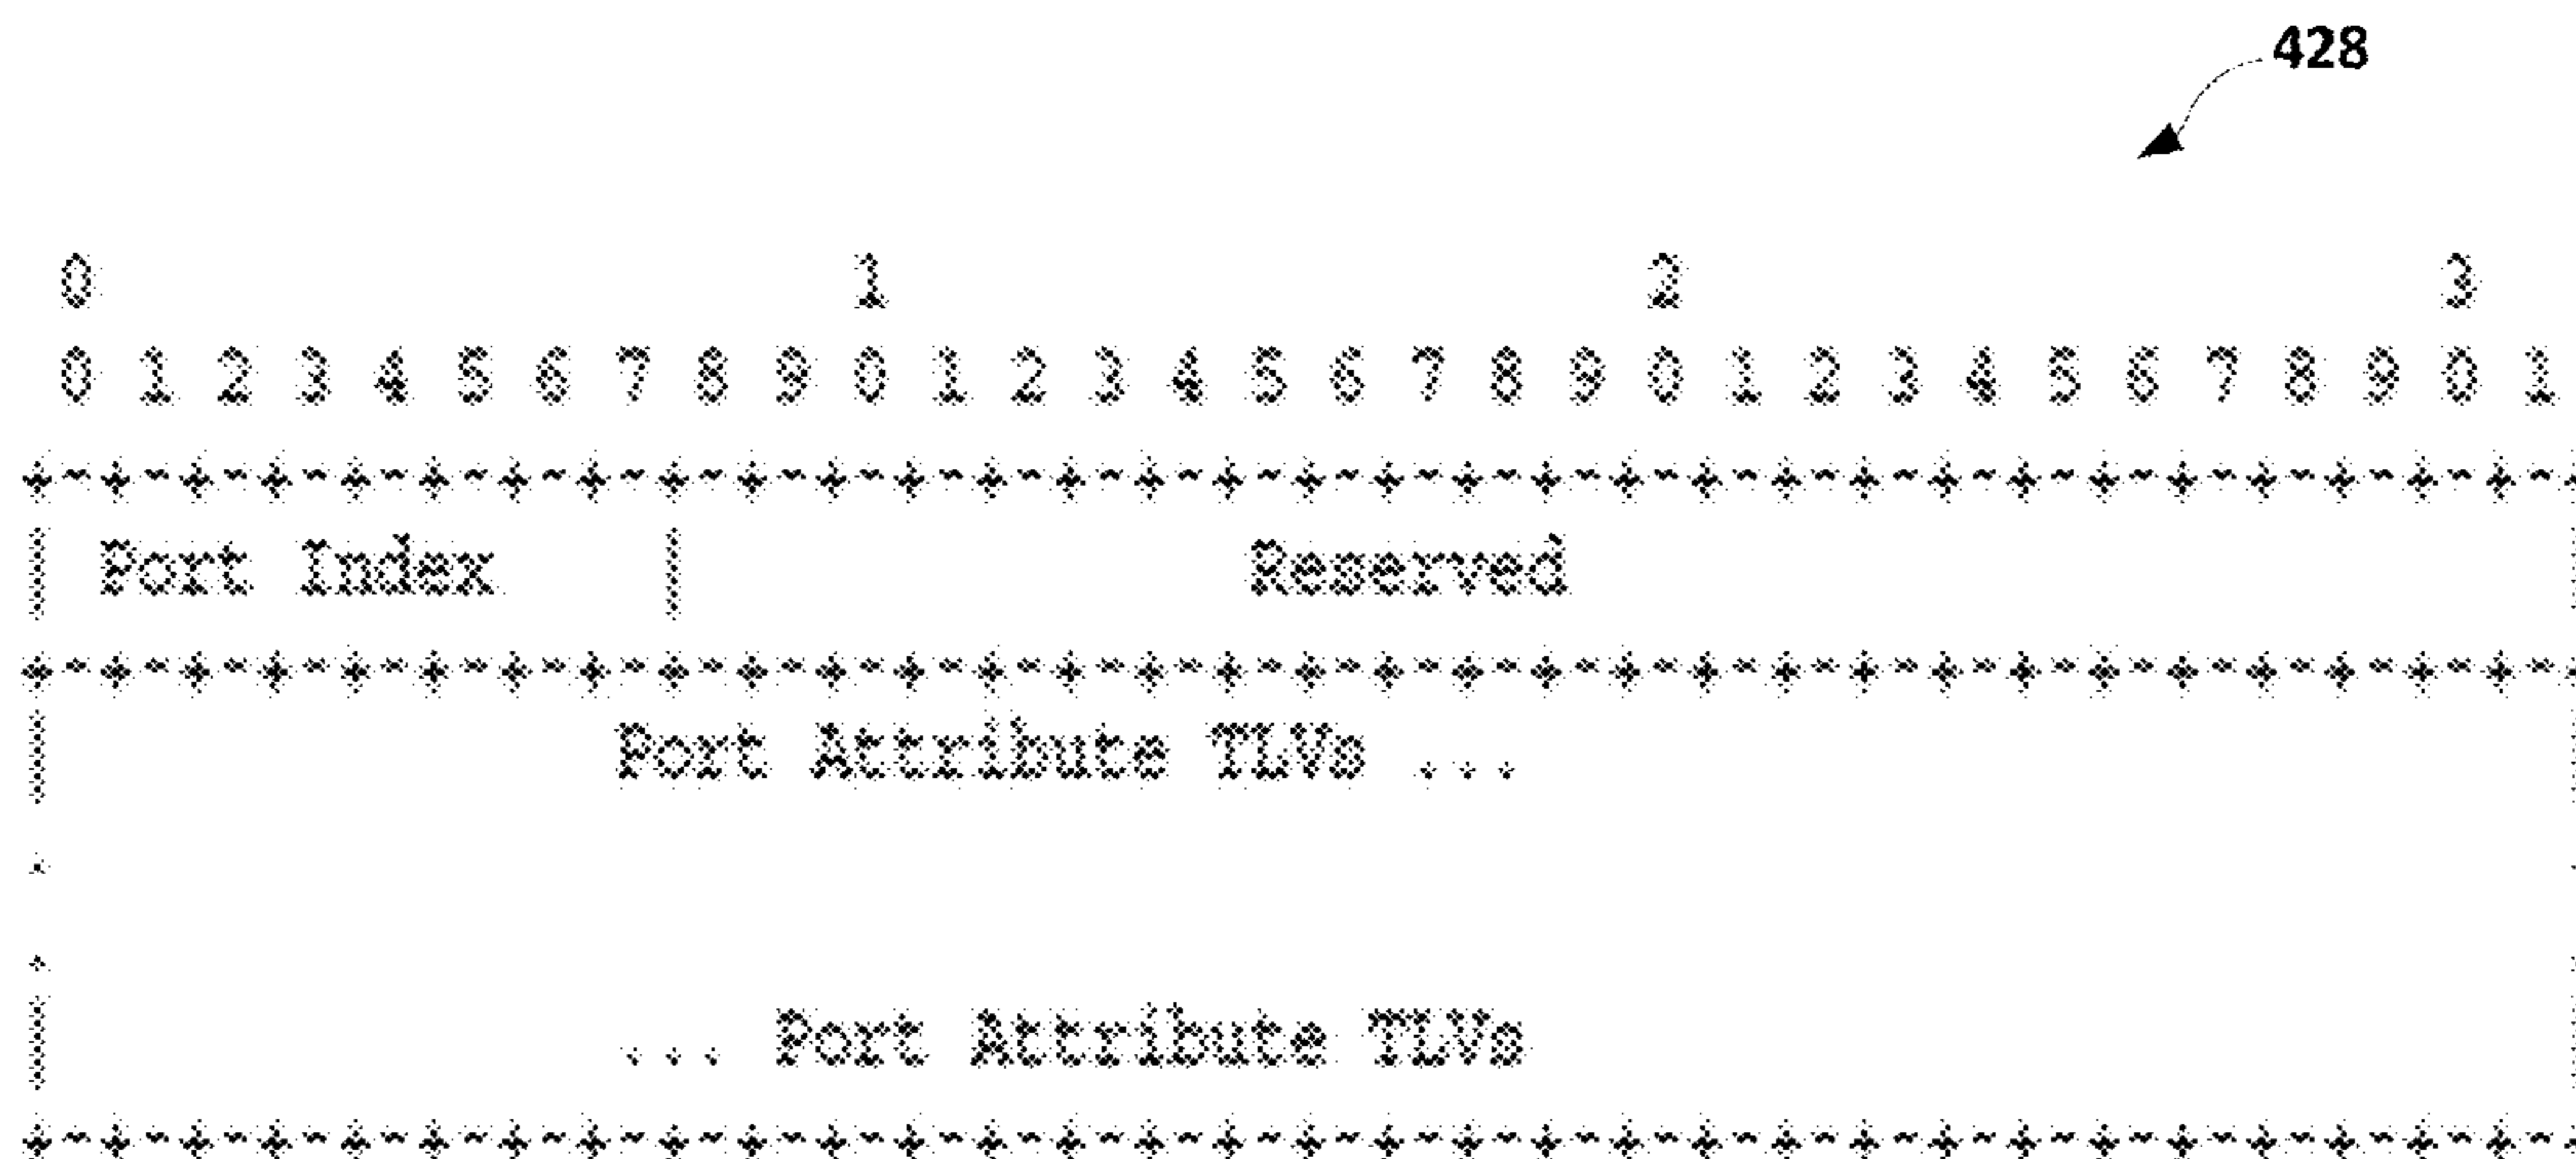 428
0 1 2 3
0 1 2 3 4 5 6 7 8 9 0 1 2 3 4 5 6 7 8 9 0 1 2 3 4 5 6 7 8 9 0 1
+-+-+-+-+-+-+-+-+-+-+-+-+-+-+-+-+-+-+-+-+-+-+-+-+-+-+-+-+-+-+-+-+
| Port Index | Reserved |
+-+-+-+-+-+-+-+-+-+-+-+-+-+-+-+-+-+-+-+-+-+-+-+-+-+-+-+-+-+-+-+-+
| Port Attribute TLVs ... |
. .
. .
| ... Port Attribute TLVs |
+-+-+-+-+-+-+-+-+-+-+-+-+-+-+-+-+-+-+-+-+-+-+-+-+-+-+-+-+-+-+-+-+